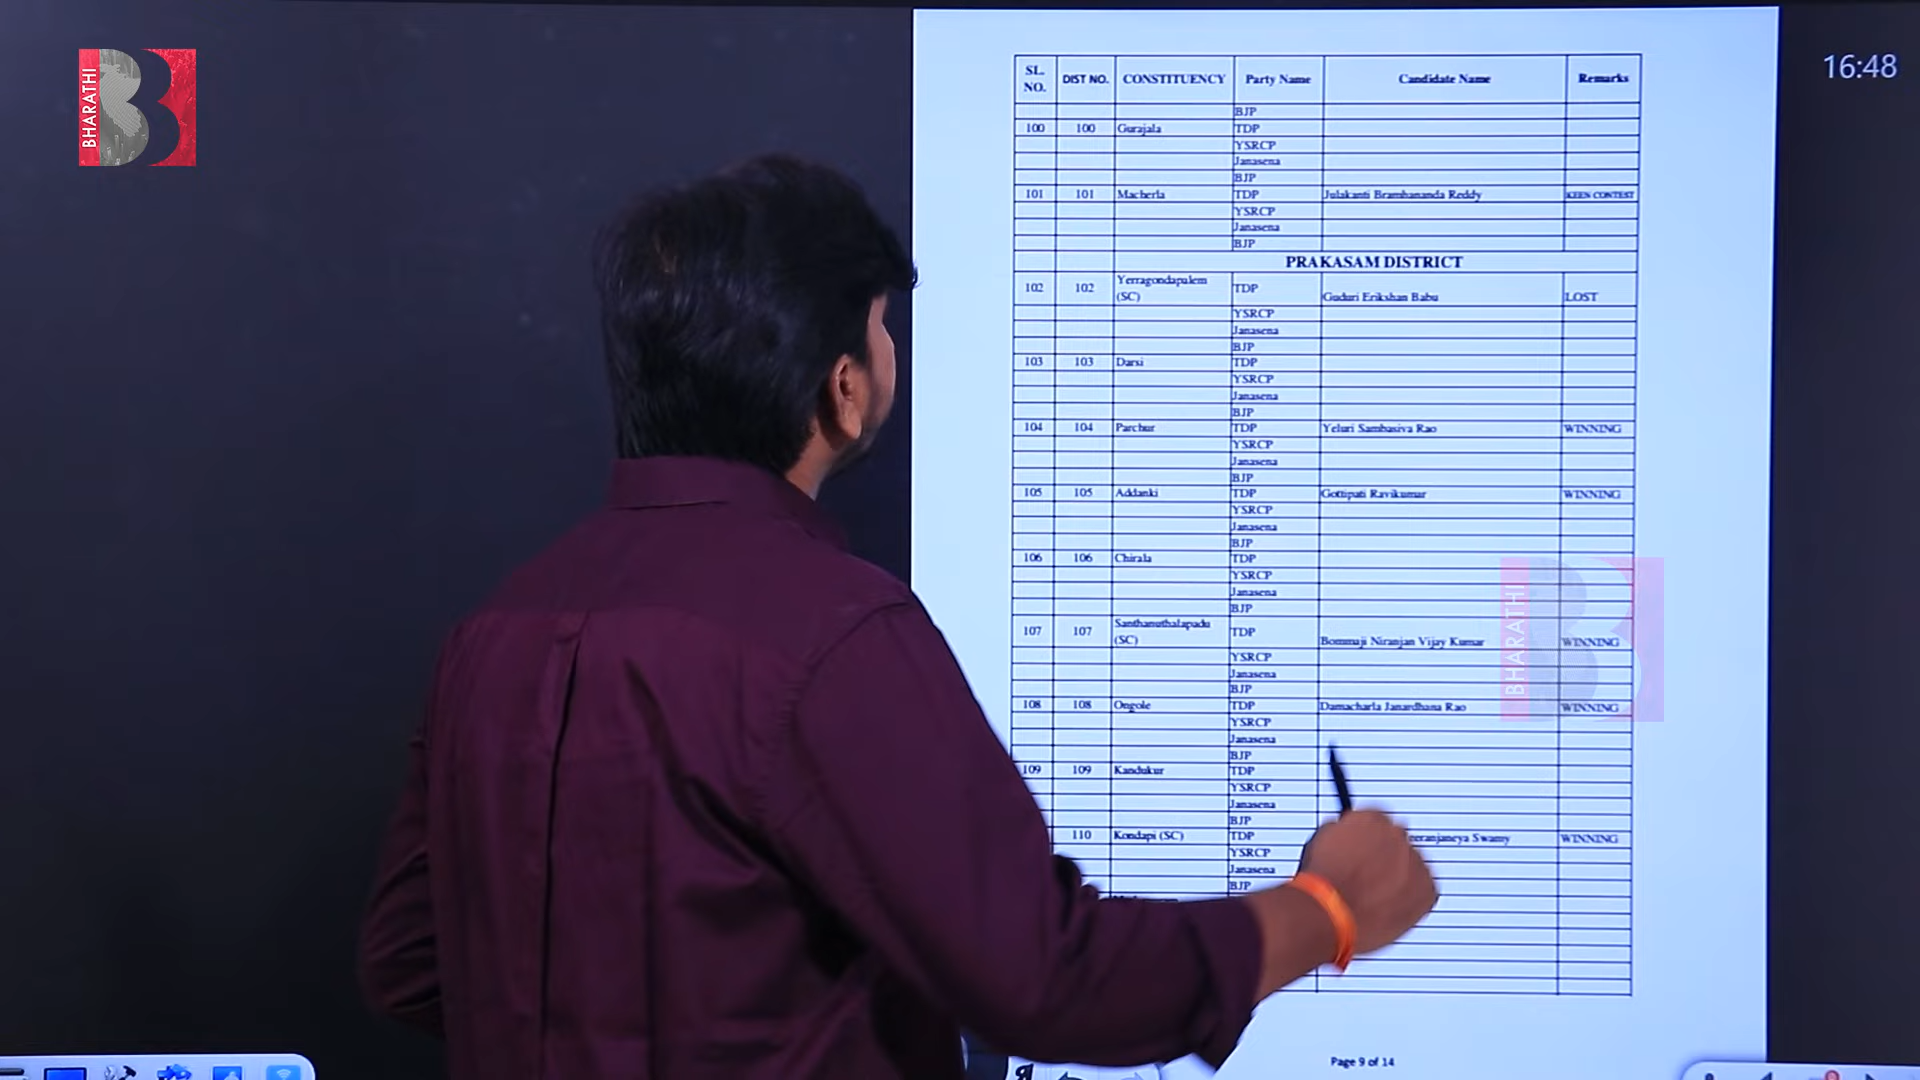 BHARATHI
16:48
SL. NO. DIST NO. CONSTITUENCY Party Name Candidate Name Remarks
BJP
100 100 Gurajala TDP
YSRCP
Janasena
BJP
101 101 Macherla TDP Julakanti Bramhananda Reddy KEEN CONTEST
YSRCP
Janasena
BJP
PRAKASAM DISTRICT
102 102 Yerragondapalem (SC) TDP Guduri Erikshan Babu LOST
YSRCP
Janasena
BJP
103 103 Darsi TDP
YSRCP
Janasena
BJP
104 104 Parchur TDP Yeluri Sambasiva Rao WINNING
YSRCP
Janasena
BJP
105 105 Addanki TDP Gottipati Ravikumar WINNING
YSRCP
Janasena
BJP
106 106 Chirala TDP
YSRCP
Janasena
BJP
107 107 Santhanuthalapadu (SC) TDP Bommaji Niranjan Vijay Kumar WINNING
YSRCP
Janasena
BJP
108 108 Ongole TDP Damacharla Janardhana Rao WINNING
YSRCP
Janasena
BJP
109 109 Kandukur TDP
YSRCP
Janasena
BJP
110 Kondapi (SC) TDP Swamy WINNING
YSRCP
Janasena
BJP
Page 9 of 14
BHARATHI